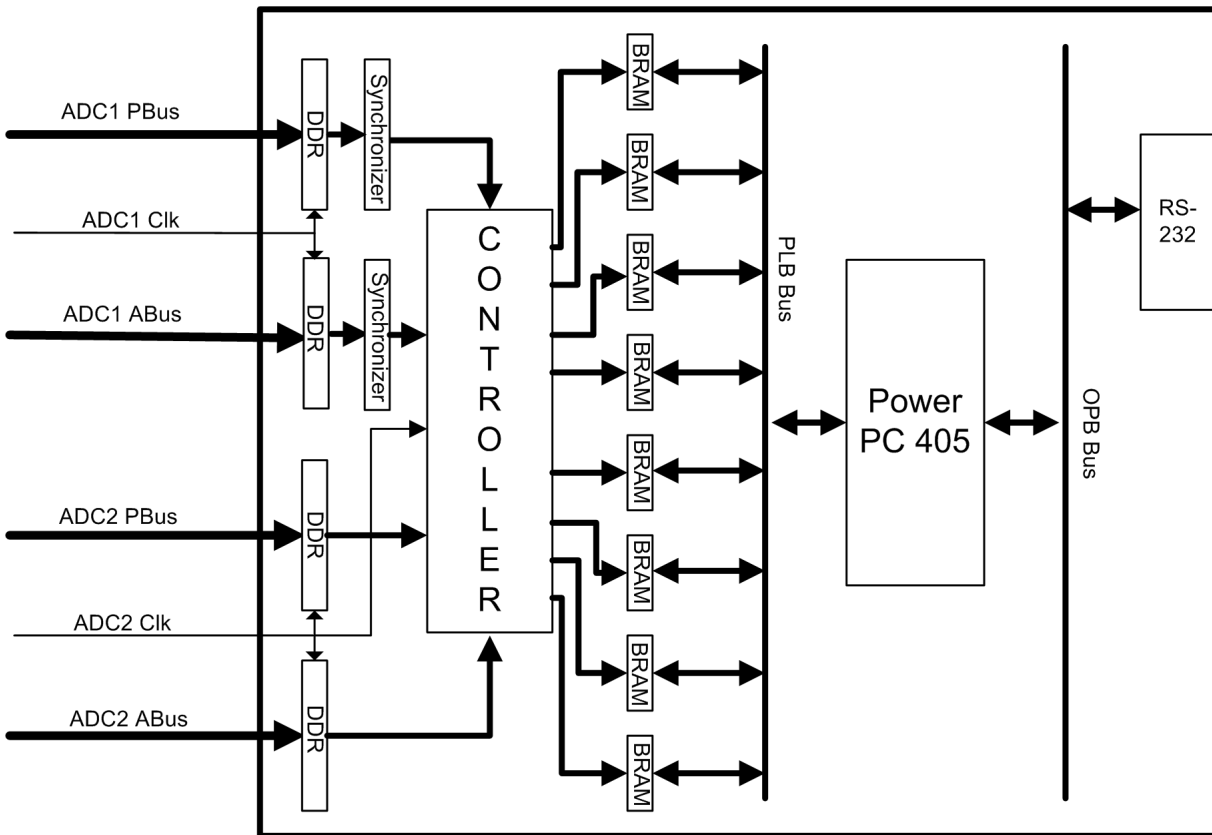 ADC1 PBus
ADC1 Clk
ADC1 ABus
ADC2 PBus
ADC2 Clk
ADC2 ABus
DDR
Synchronizer
DDR
Synchronizer
DDR
DDR
CONTROLLER
BRAM
BRAM
BRAM
BRAM
BRAM
BRAM
BRAM
BRAM
PLB Bus
Power
PC 405
OPB Bus
RS-
232